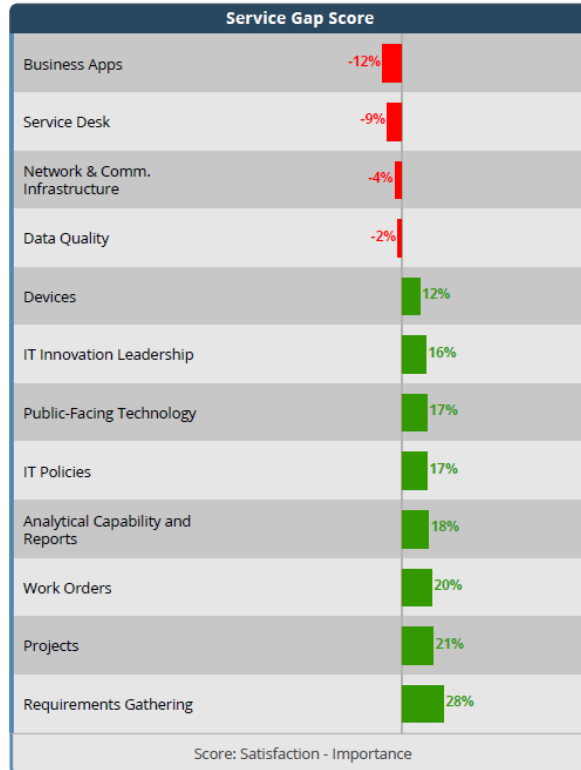 Service Gap Score
Business Apps
-12%
Service Desk
-9%
Network & Comm.
Infrastructure
-4%
Data Quality
-2%
Devices
12%
IT Innovation Leadership
16%
Public-Facing Technology
17%
IT Policies
17%
Analytical Capability and
Reports
18%
Work Orders
20%
Projects
21%
Requirements Gathering
28%
Score: Satisfaction - Importance